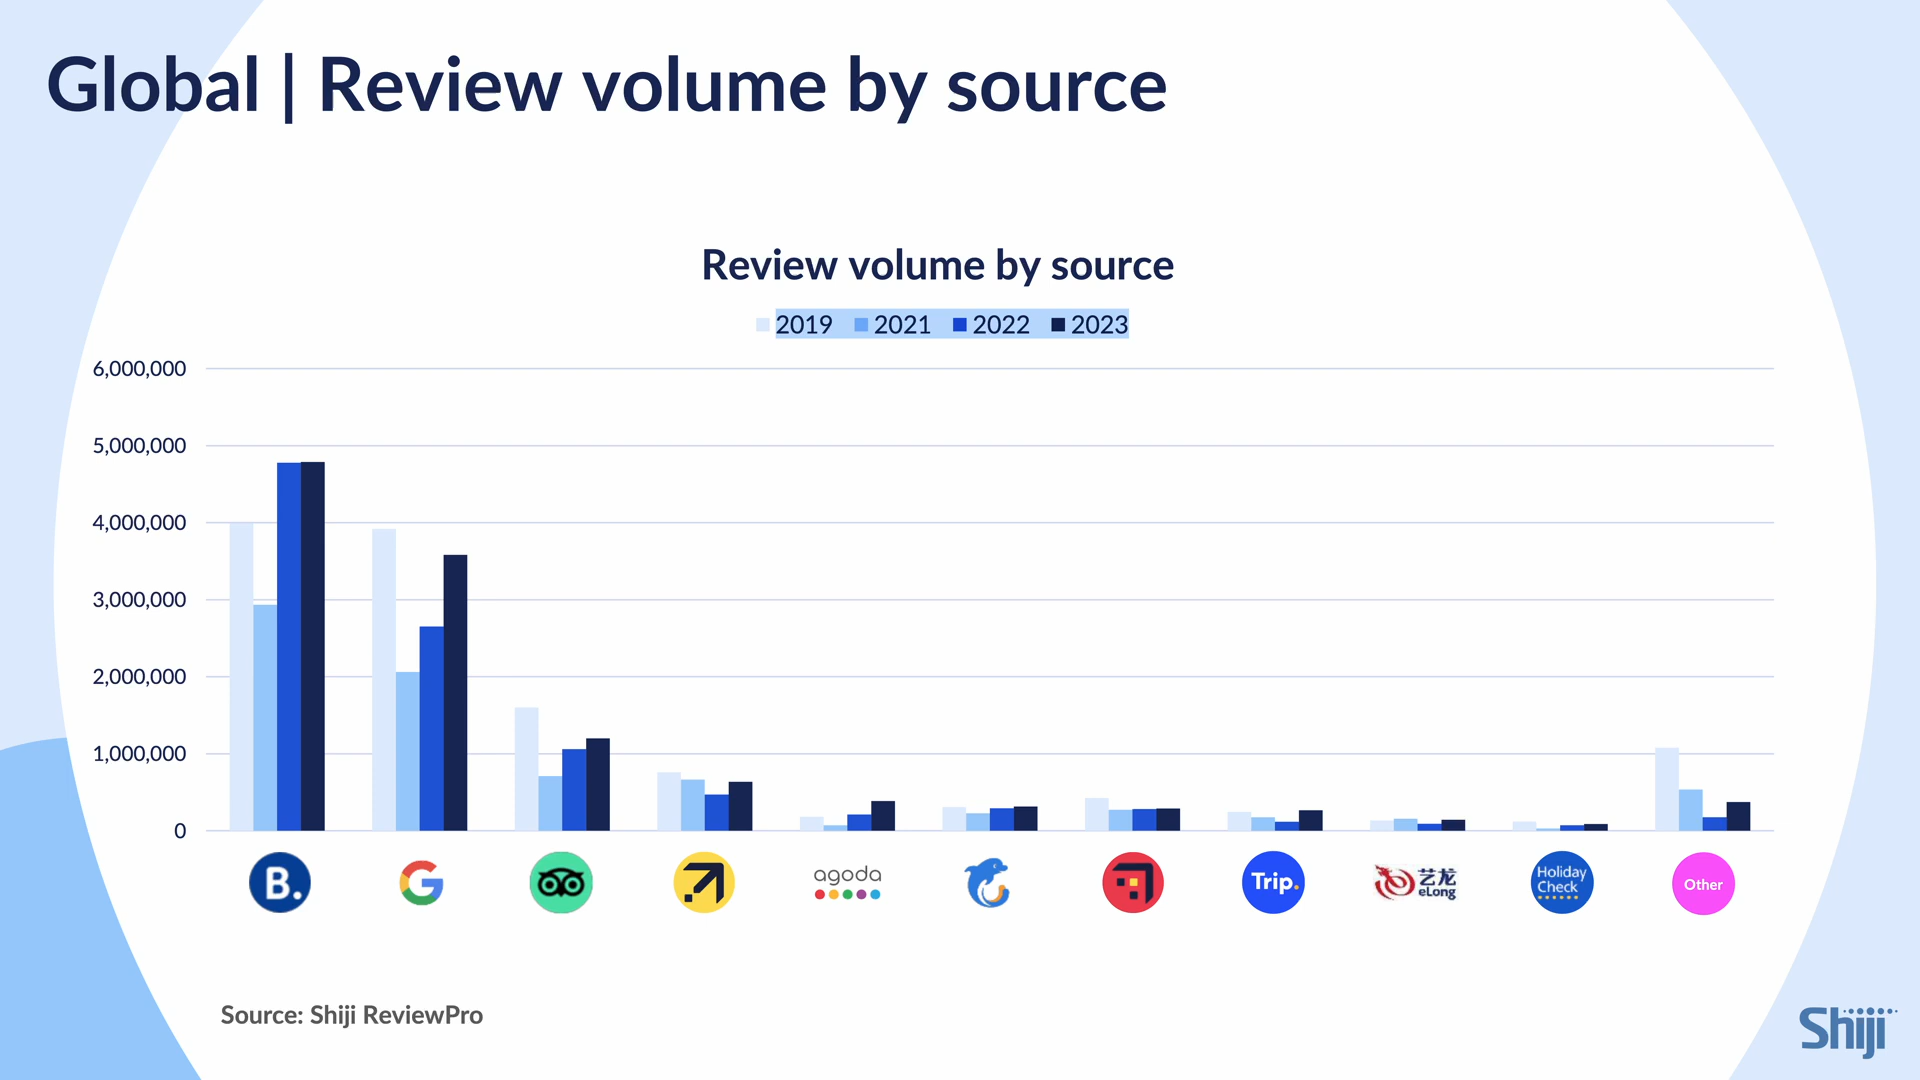 Global | Review volume by source
Review volume by source
2019 2021 2022 2023
6,000,000
5,000,000
4,000,000
3,000,000
2,000,000
1,000,000
0
B.
G
agoda
Trip.
艺龙
eLong
Holiday
Check
Other
Source: Shiji ReviewPro
Shiji